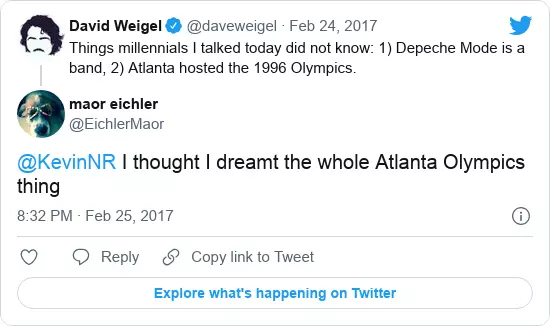 David Weigel @daveweigel · Feb 24, 2017
Things millennials I talked today did not know: 1) Depeche Mode is a
band, 2) Atlanta hosted the 1996 Olympics.
maor eichler
@EichlerMaor
@KevinNR I thought I dreamt the whole Atlanta Olympics
thing
8:32 PM · Feb 25, 2017
Reply Copy link to Tweet
Explore what's happening on Twitter